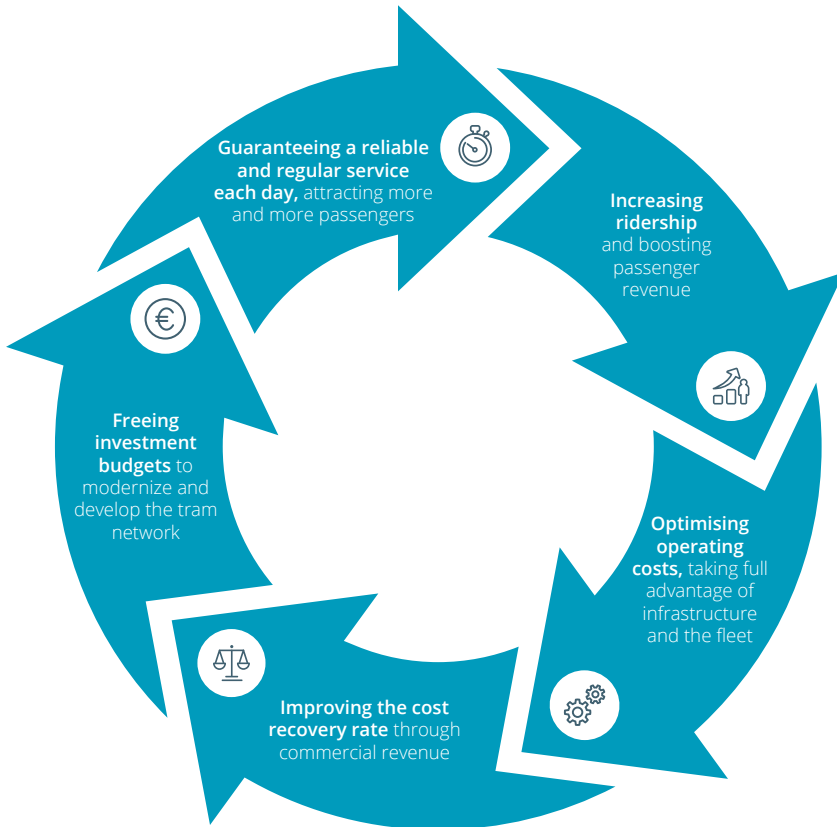 Guaranteeing a reliable
and regular service
each day, attracting more
and more passengers
Increasing
ridership
and boosting
passenger
revenue
Optimising
operating
costs, taking full
advantage of
infrastructure
and the fleet
Improving the cost
recovery rate through
commercial revenue
Freeing
investment
budgets to
modernize and
develop the tram
network
€